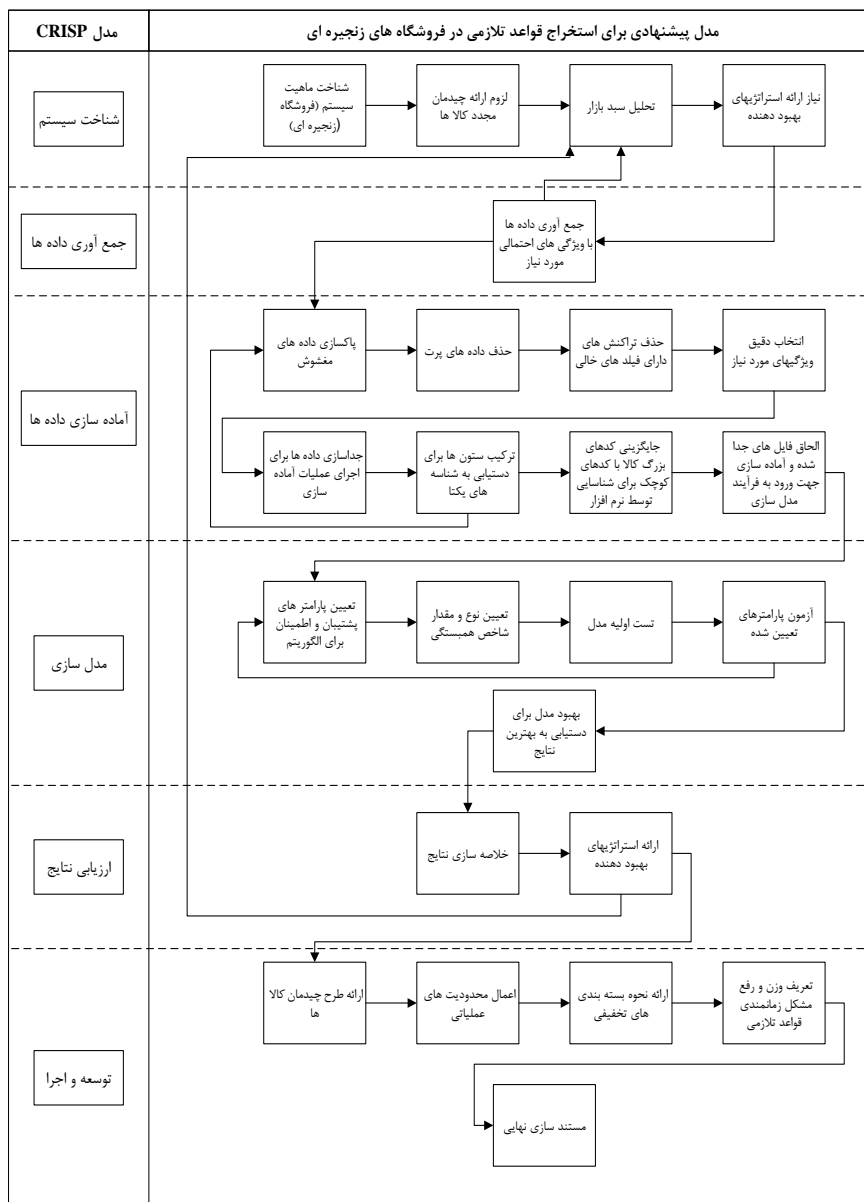 مدل CRISP
مدل پیشنهادی برای استخراج قواعد تلازمی در فروشگاه های زنجیره ای
شناخت سیستم
شناخت ماهیت
سیستم (فروشگاه
زنجیره ای)
لزوم ارائه چیدمان
مجدد کالا ها
تحلیل سبد بازار
نیاز ارائه استراتژیهای
بهبود دهنده
جمع آوری داده ها
جمع آوری داده ها
با ویژگی های احتمالی
مورد نیاز
آماده سازی داده ها
پاکسازی داده های
مغشوش
حذف داده های پرت
حذف تراکنش های
دارای فیلد های خالی
انتخاب دقیق
ویژگیهای مورد نیاز
جداسازی داده ها برای
اجرای عملیات آماده
سازی
ترکیب ستون ها برای
دستیابی به شناسه
های یکتا
جایگزینی کدهای
بزرگ کالا با کدهای
کوچک برای شناسایی
توسط نرم افزار
الحاق فایل های جدا
شده و آماده سازی
جهت ورود به فرآیند
مدل سازی
مدل سازی
تعیین پارامتر های
پشتیبان و اطمینان
برای الگوریتم
تعیین نوع و مقدار
شاخص همبستگی
تست اولیه مدل
آزمون پارامترهای
تعیین شده
بهبود مدل برای
دستیابی به بهترین
نتایج
ارزیابی نتایج
خلاصه سازی نتایج
ارائه استراتژیهای
بهبود دهنده
توسعه و اجرا
ارائه طرح چیدمان کالا
ها
اعمال محدودیت های
عملیاتی
ارائه نحوه بسته بندی
های تخفیفی
تعریف وزن و رفع
مشکل زمانمندی
قواعد تلازمی
مستند سازی نهایی